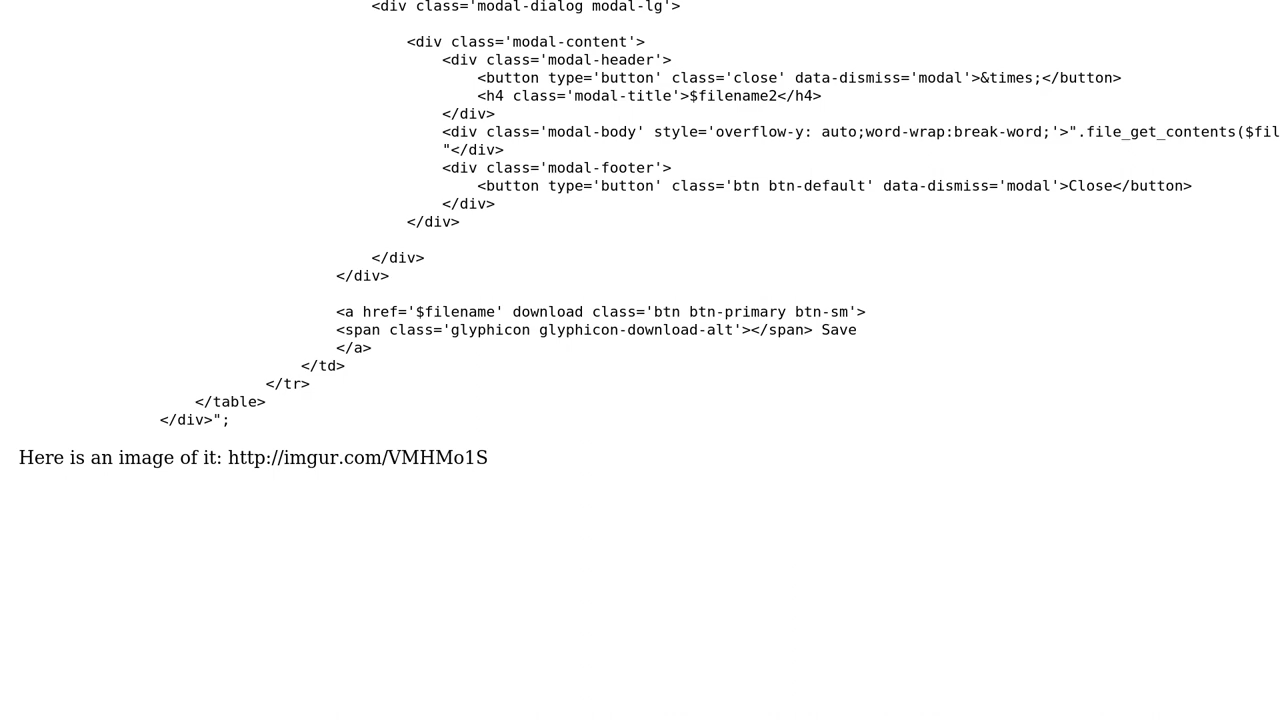 <div class='modal-dialog modal-lg'>
<div class='modal-content'>
<div class='modal-header'>
<button type='button' class='close' data-dismiss='modal'>&times;</button>
<h4 class='modal-title'>$filename2</h4>
</div>
<div class='modal-body' style='overflow-y: auto;word-wrap:break-word;'>".file_get_contents($fil
"</div>
<div class='modal-footer'>
<button type='button' class='btn btn-default' data-dismiss='modal'>Close</button>
</div>
</div>
</div>
</div>
<a href='$filename' download class='btn btn-primary btn-sm'>
<span class='glyphicon glyphicon-download-alt'></span> Save
</a>
</td>
</tr>
</table>
</div>";
Here is an image of it: http://imgur.com/VMHMo1S